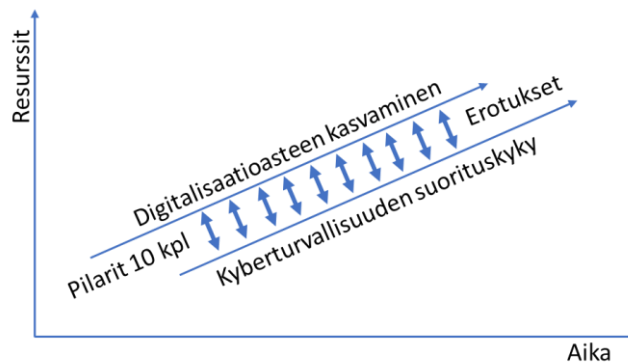 Resurssit
Digitalisaatioasteen kasvaminen
Erotukset
Pilarit 10 kpl
Kyberturvallisuuden suorituskyky
Aika